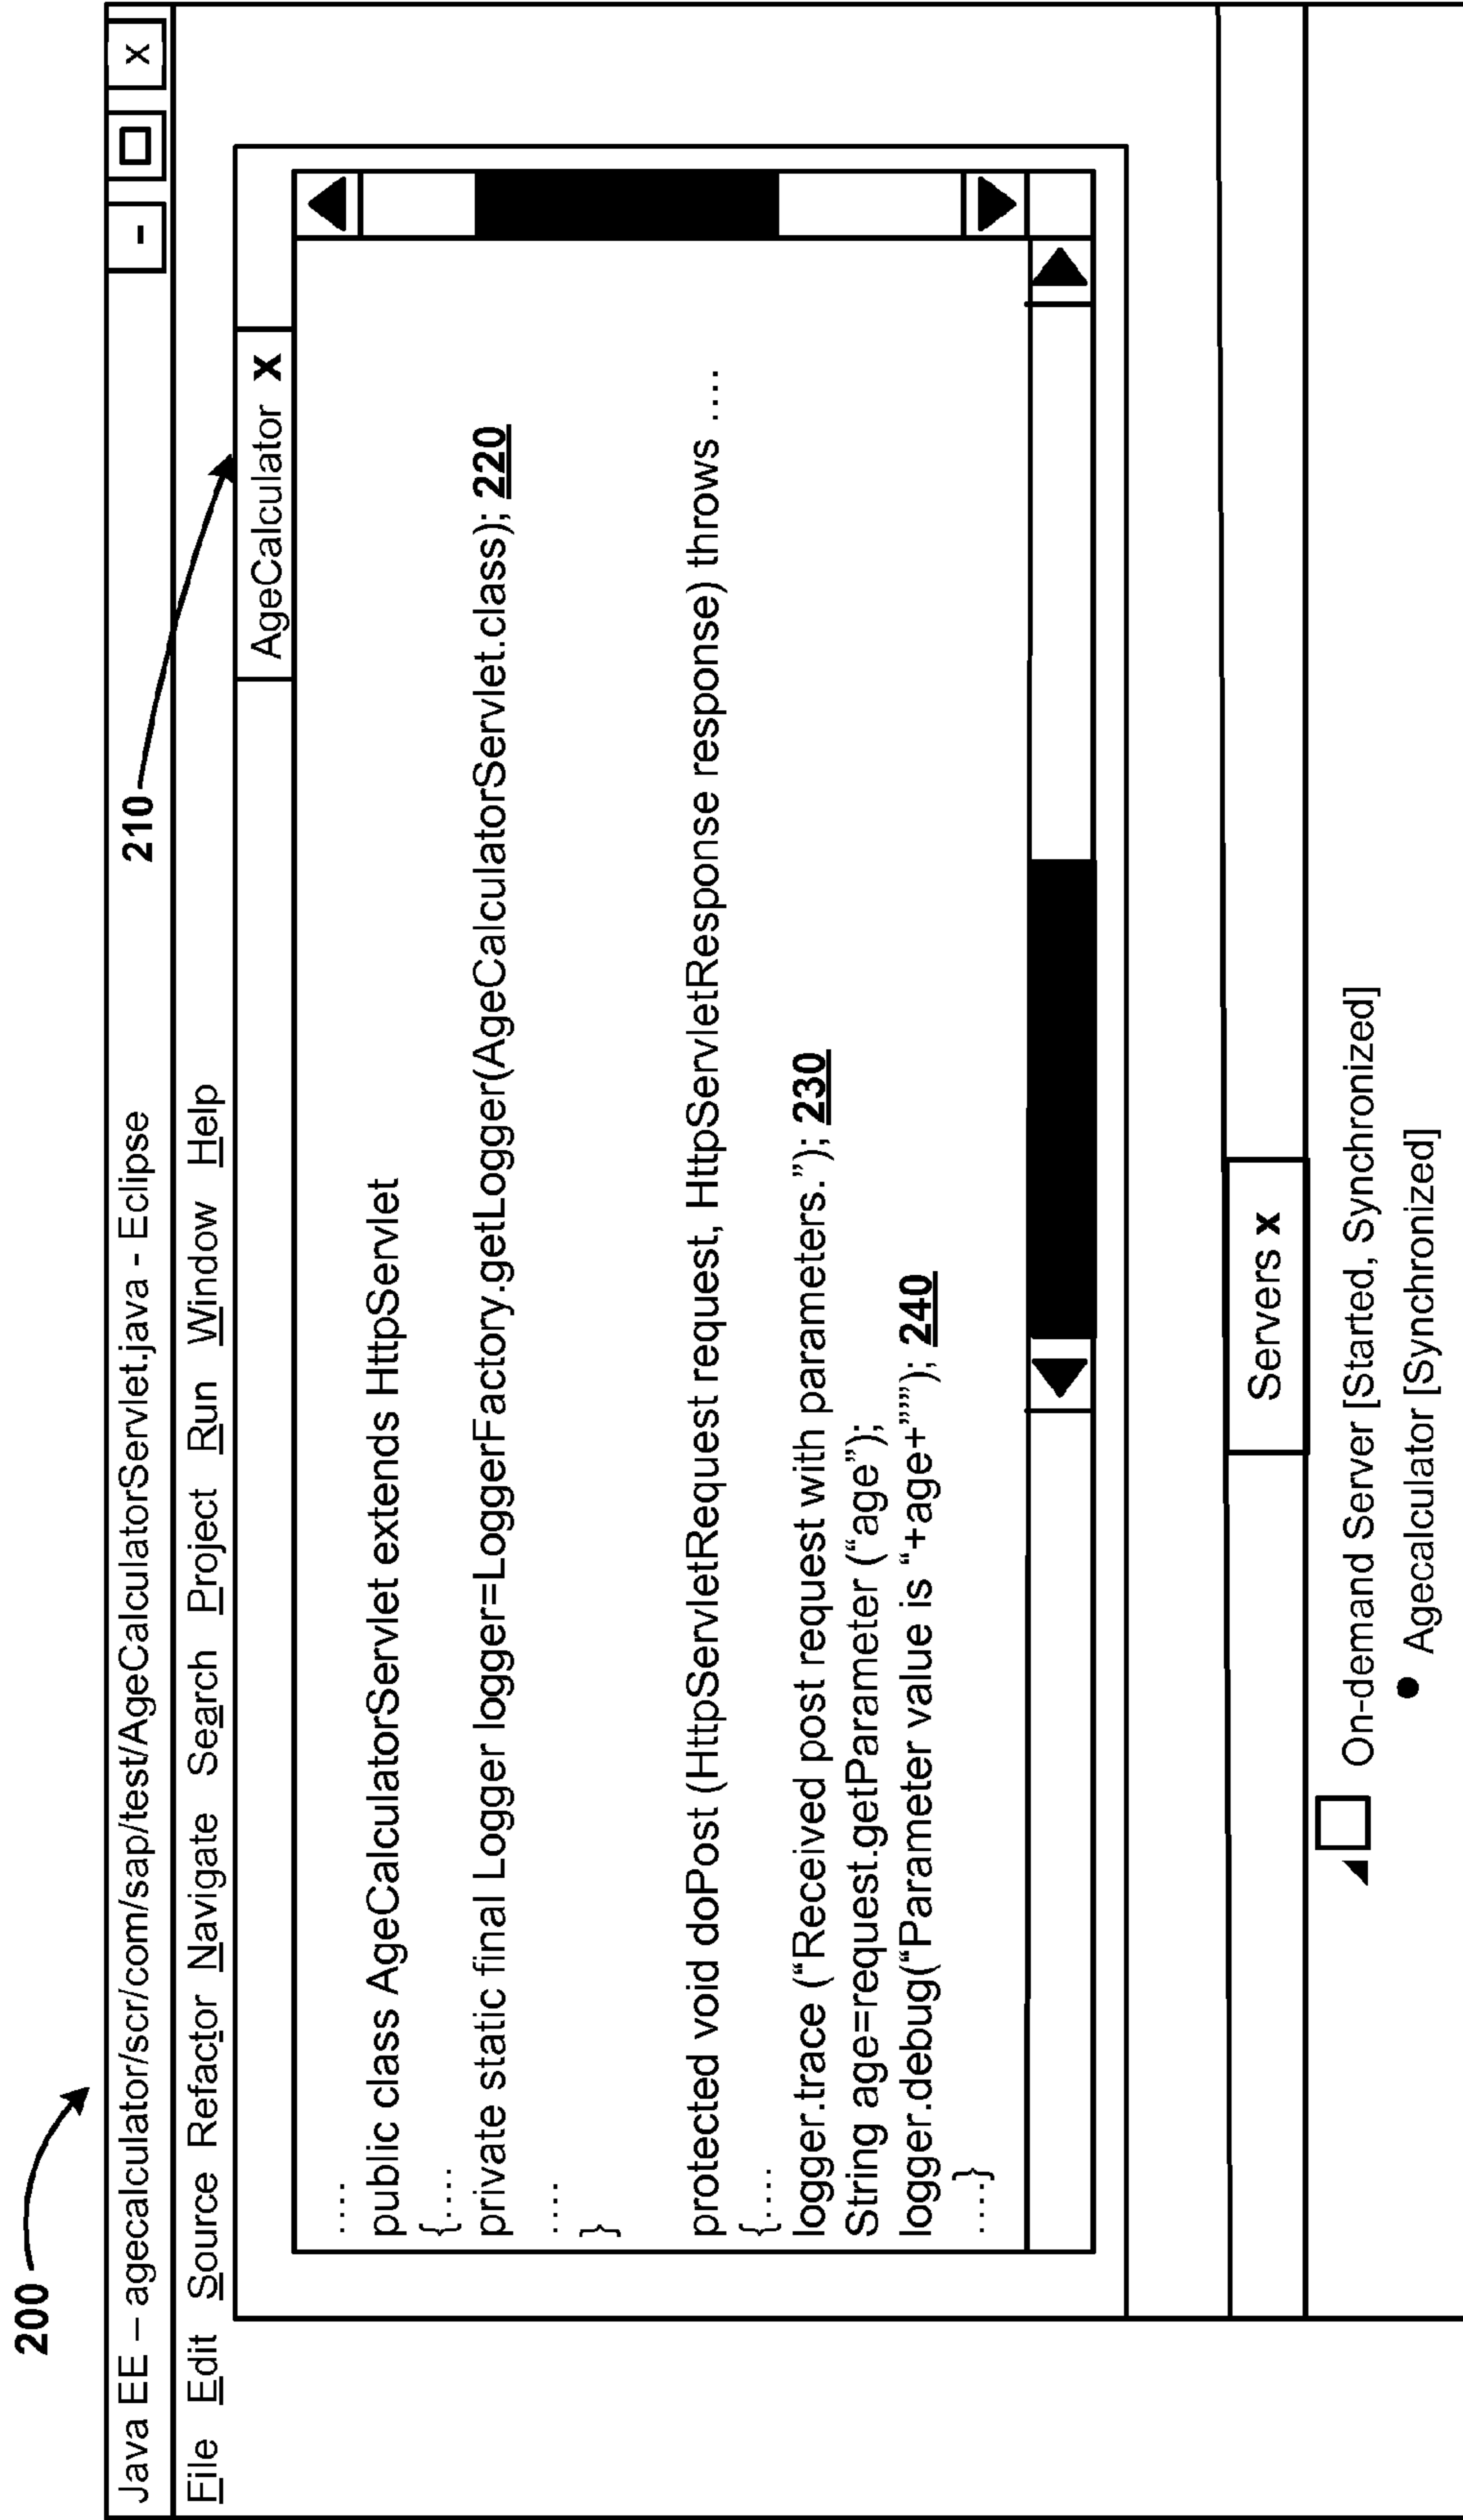 200
Java EE – agecalculator/scr/com/sap/test/AgeCalculatorServlet.java - Eclipse
210
- x
File Edit Source Refactor Navigate Search Project Run Window Help
AgeCalculator x
....
public class AgeCalculatorServlet extends HttpServlet
{....
private static final Logger logger=LoggerFactory.getLogger(AgeCalculatorServlet.class); 220
....
}
protected void doPost (HttpServletRequest request, HttpServletResponse response) throws ....
{....
logger.trace (“Received post request with parameters.”); 230
String age=request.getParameter (“age”);
logger.debug(“Parameter value is “+age+”””); 240
....}
Servers x
On-demand Server [Started, Synchronized]
● Agecalculator [Synchronized]